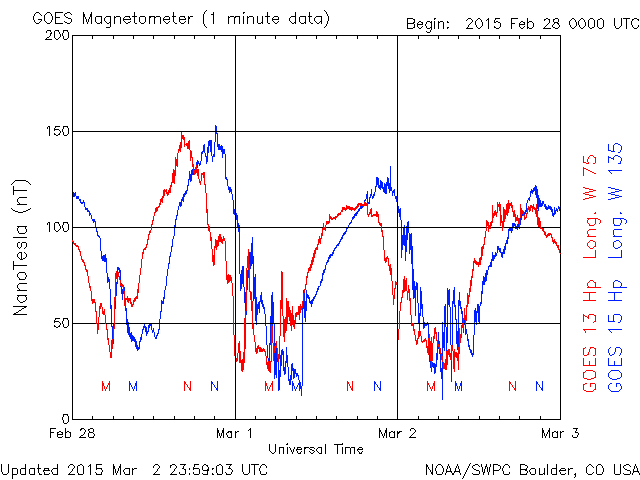 GOES Magnetometer (1 minute data)
Begin: 2015 Feb 28 0000 UTC
200
150
100
50
0
NanoTesla (nT)
M M N N M M N N M M N N
Feb 28 Mar 1 Mar 2 Mar 3
Universal Time
GOES 13 Hp Long. W 75
GOES 15 Hp Long. W 135
Updated 2015 Mar 2 23:59:03 UTC
NOAA/SWPC Boulder, CO USA